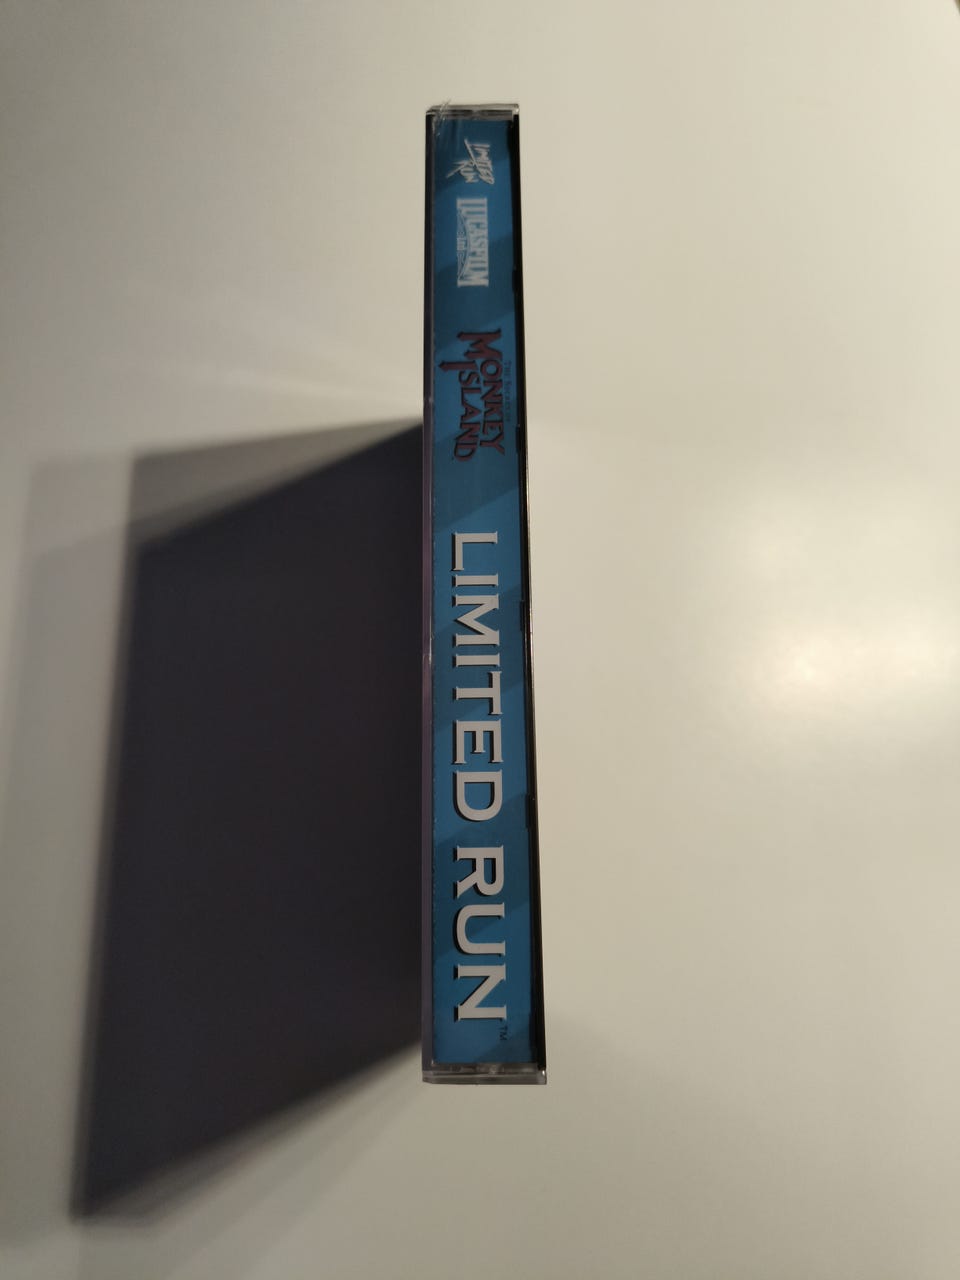 LIMITED
RUN
LUCASFILM
THE SECRET OF
MONKEY
ISLAND
LIMITED RUN
TM